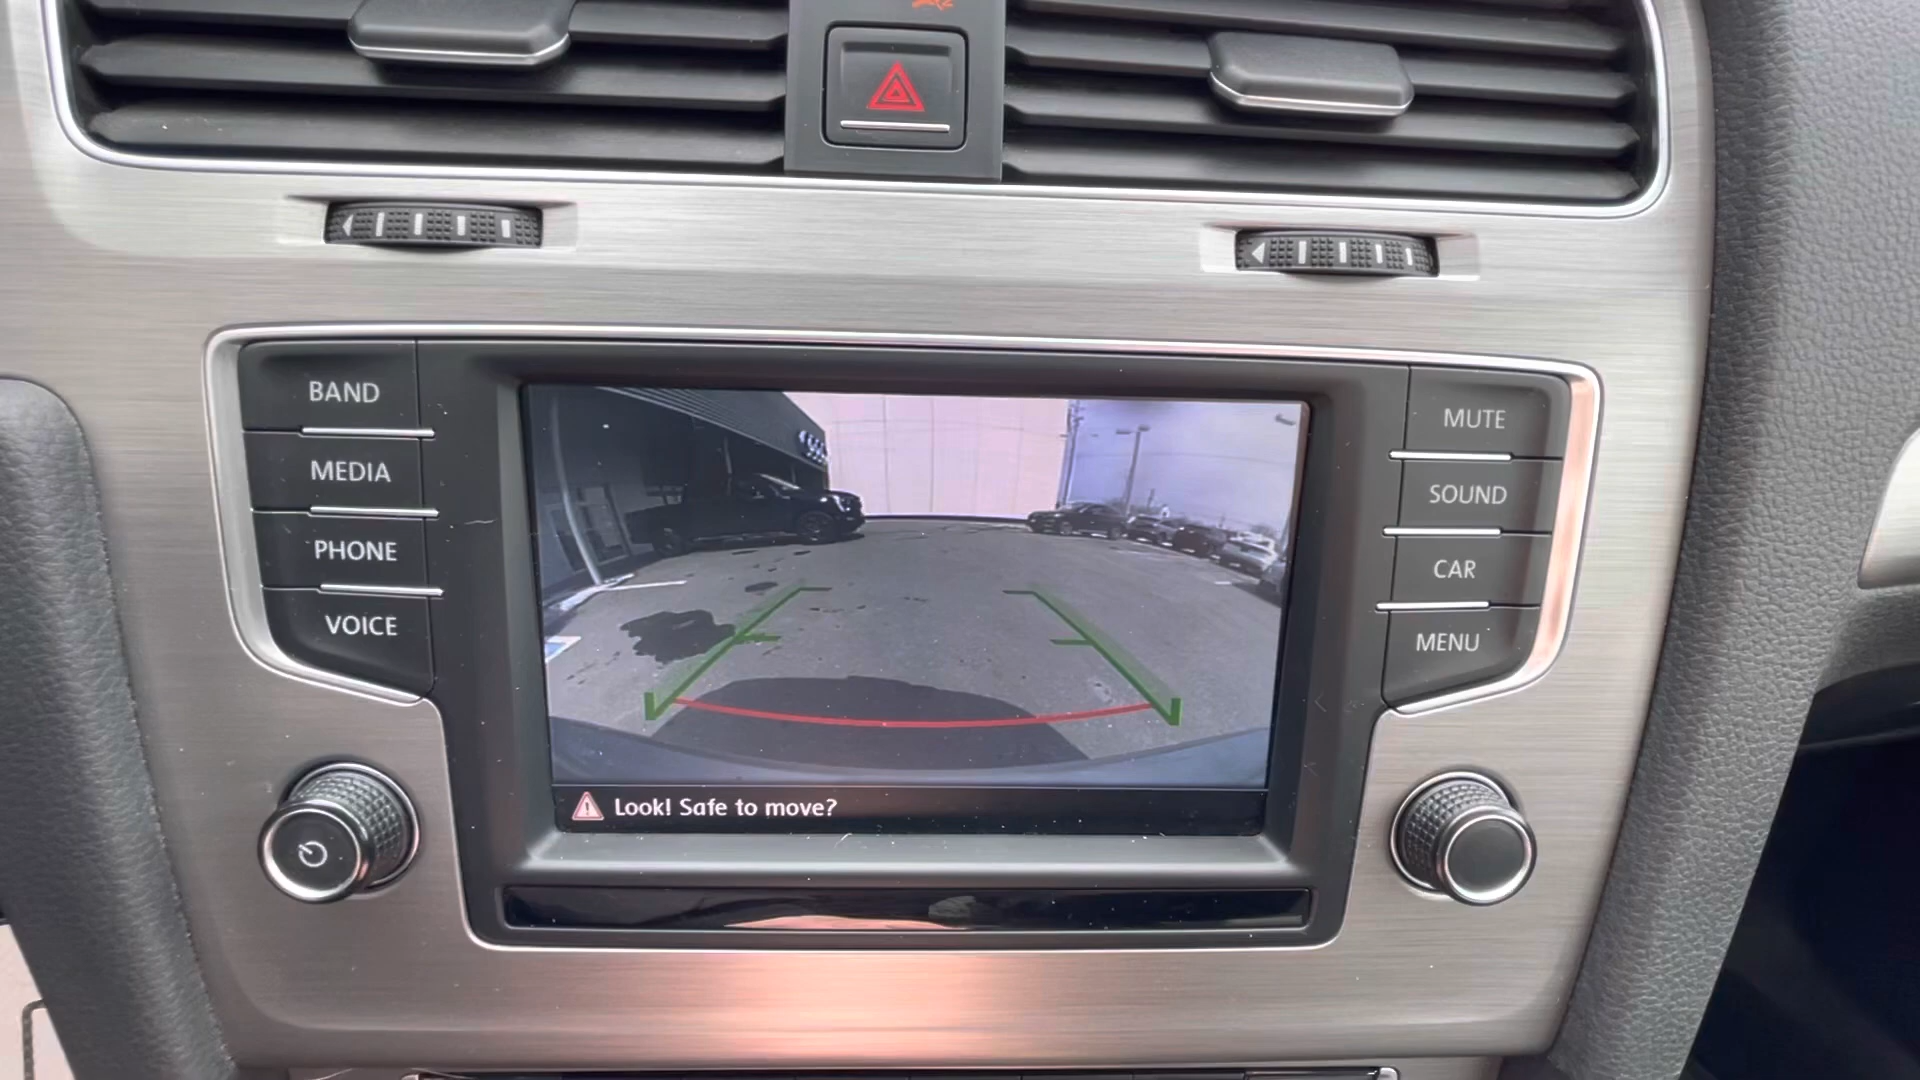 BAND
MEDIA
PHONE
VOICE
MUTE
SOUND
CAR
MENU
Look! Safe to move?